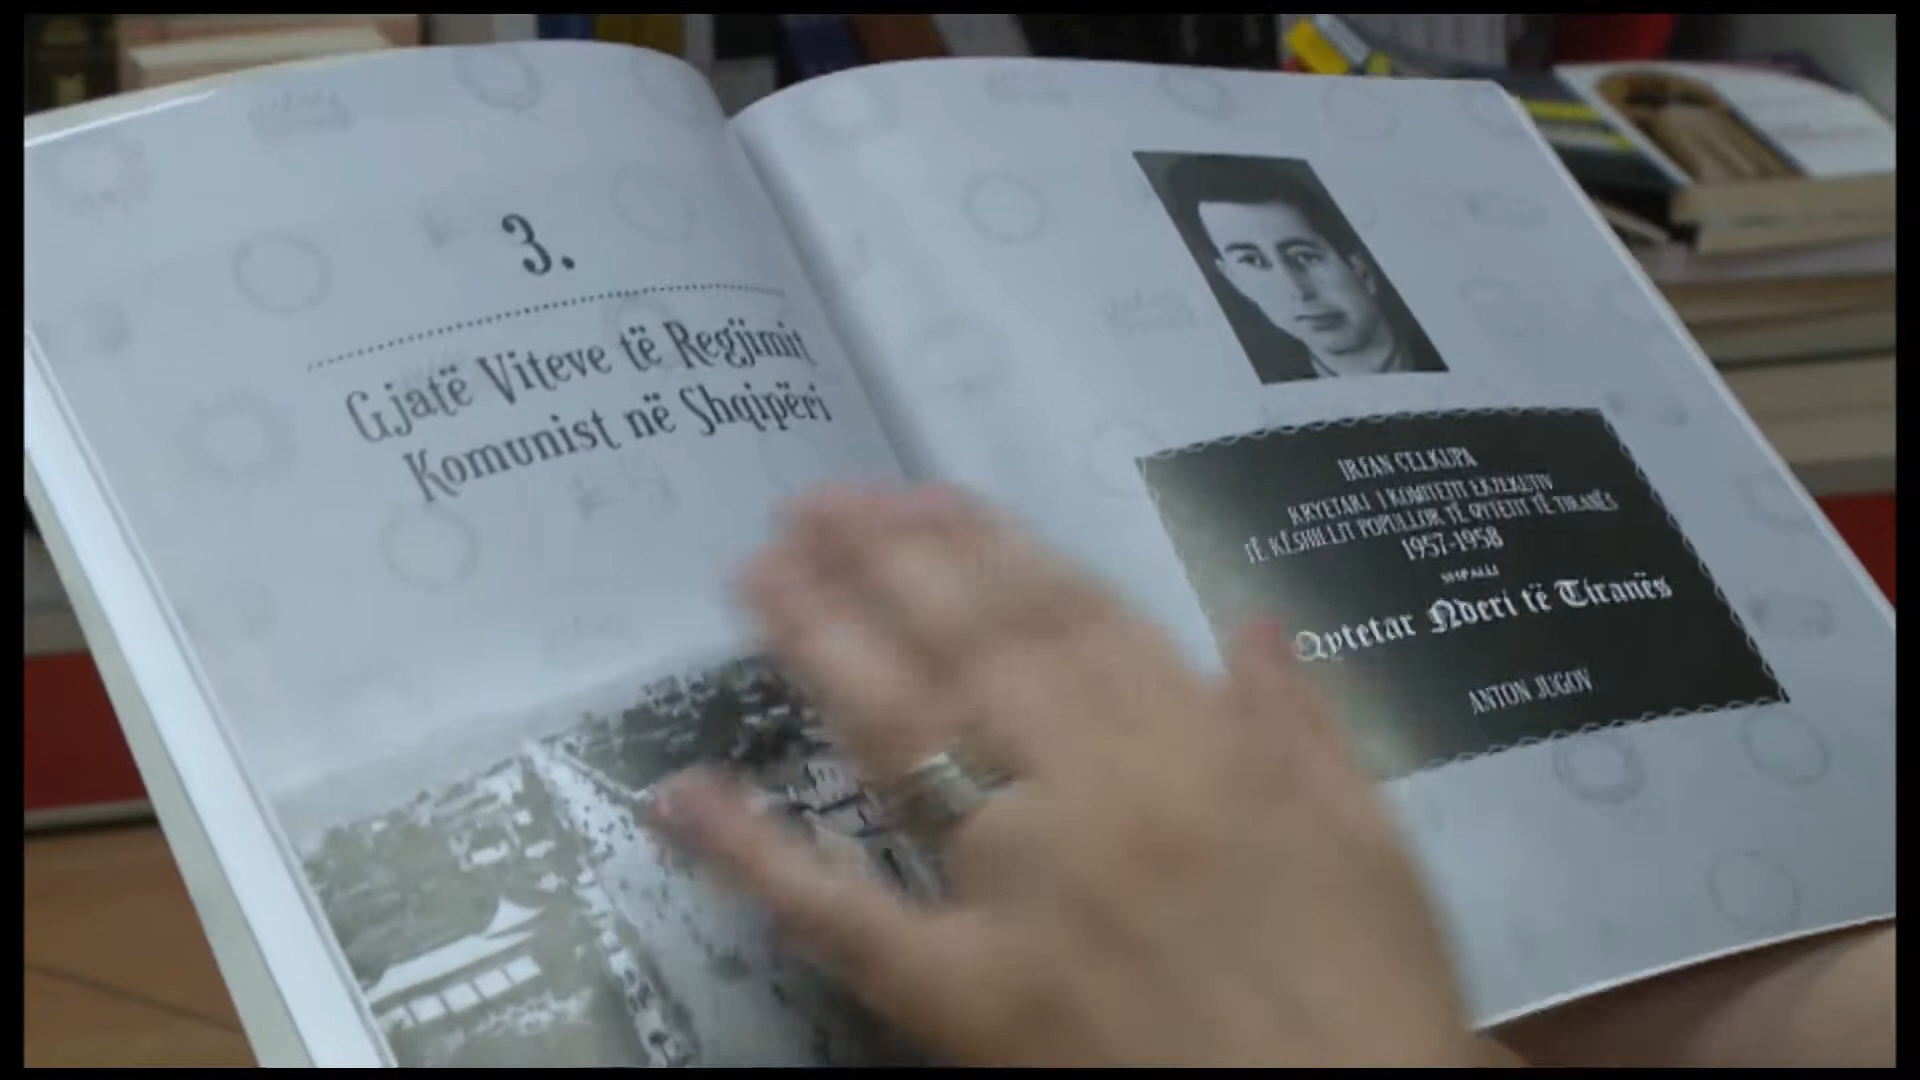 3.
Gjatë Viteve të Regjimit
Komunist në Shqipëri
IRFAN ÇELKUPA
KRYETARI I KOMITETIT EKZEKUTIV
TË KËSHILLIT POPULLOR TË QYTETIT TË TIRANËS
1957-1958
SHPALLI
Qytetar Nderi të Tiranës
ANTON JUGOV